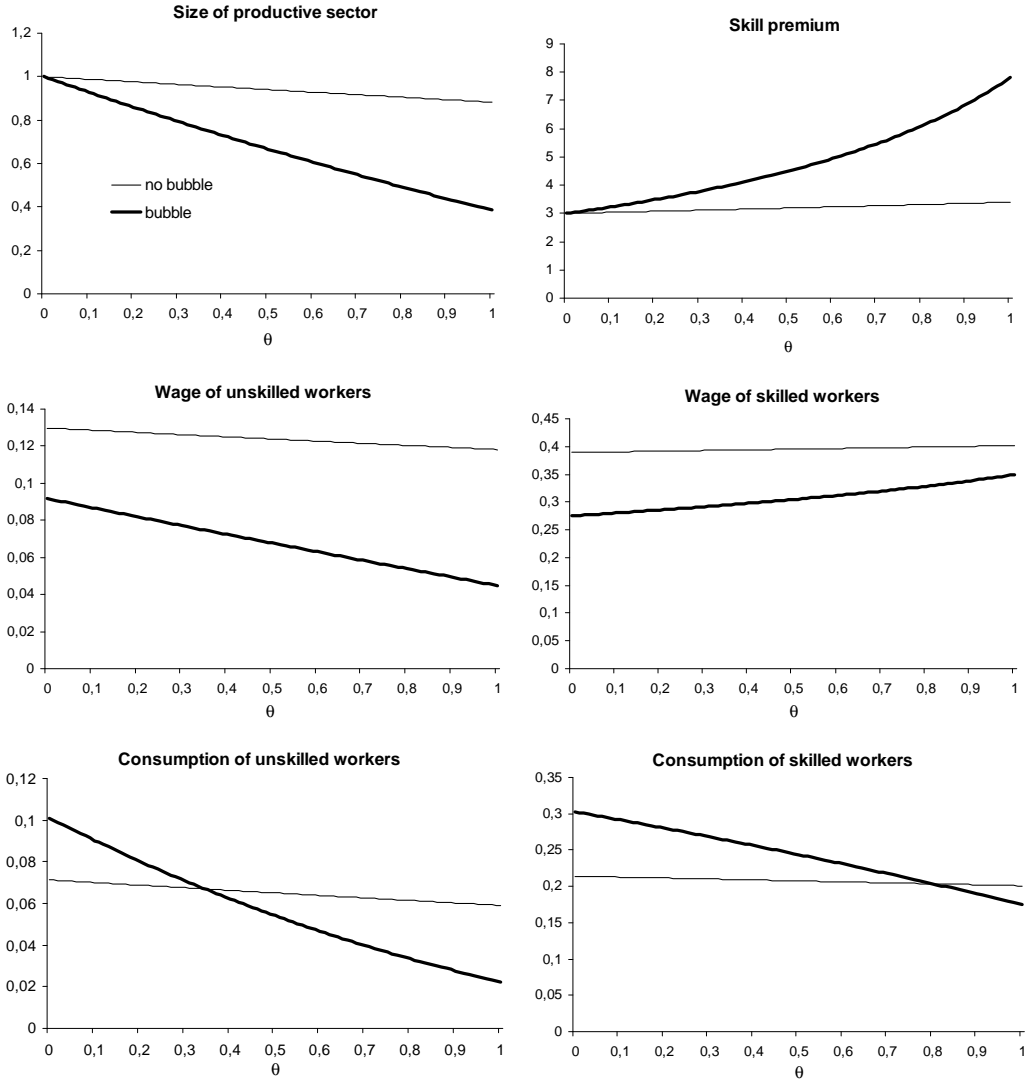 Size of productive sector
1,2
1
0,8
0,6
0,4
0,2
0
no bubble
bubble
0 0,1 0,2 0,3 0,4 0,5 0,6 0,7 0,8 0,9 1
θ
Skill premium
9
8
7
6
5
4
3
2
1
0
0 0,1 0,2 0,3 0,4 0,5 0,6 0,7 0,8 0,9 1
θ
Wage of unskilled workers
0,14
0,12
0,1
0,08
0,06
0,04
0,02
0
0 0,1 0,2 0,3 0,4 0,5 0,6 0,7 0,8 0,9 1
θ
Wage of skilled workers
0,45
0,4
0,35
0,3
0,25
0,2
0,15
0,1
0,05
0
0 0,1 0,2 0,3 0,4 0,5 0,6 0,7 0,8 0,9 1
θ
Consumption of unskilled workers
0,12
0,1
0,08
0,06
0,04
0,02
0
0 0,1 0,2 0,3 0,4 0,5 0,6 0,7 0,8 0,9 1
θ
Consumption of skilled workers
0,35
0,3
0,25
0,2
0,15
0,1
0,05
0
0 0,1 0,2 0,3 0,4 0,5 0,6 0,7 0,8 0,9 1
θ